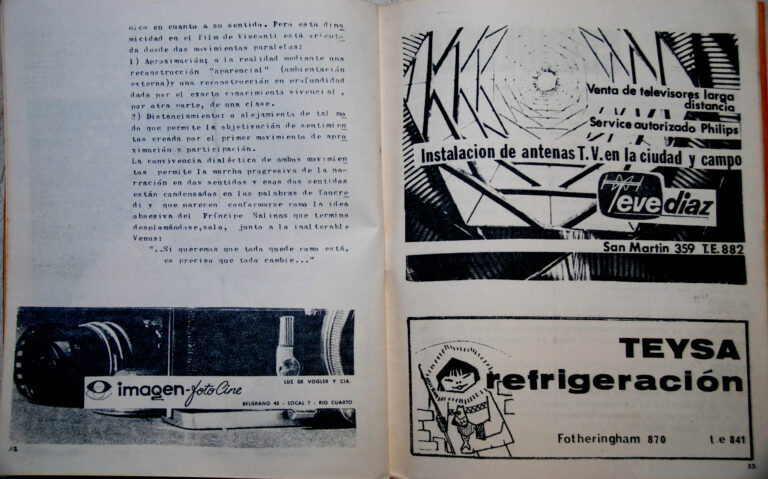 nico en cuanto a su sentido. Pero esta dina
micidad en el film de Visconti está orienta
da desde dos movimientos paralelos:
1) Aproximación; a la realidad mediante una
reconstrucción "aparencial" (ambientación
externa)y una reconstrucción en profundidad
dada por el exacto conocimiento vivencial ,
por otra parte, de una clase.
2) Distanciamiento o alejamiento de tal mo
do que permite la objetivación de sentimien
tos creada por el primer movimiento de apro
ximación y participación.
La convivencia dialéctica de ambos movimien
tos permite la marcha progresiva de la na-
rración en dos sentidos y esos dos sentidos
están condensados en las palabras de Tancre
di y que parecen conformarse como la idea
obsesiva del Príncipe Salinas que termina
desplomándose,solo, junto a la inalterable
Venus:
"..Si queremos que todo quede como está,
es preciso que todo cambie..."
imagen-foto Cine
LUZ DE VOGLER Y CIA.
BELGRANO 45 - LOCAL 7 - RIO CUARTO
32
Venta de televisores larga
distancia
Service autorizado Philips
Instalacion de antenas T.V. en la ciudad y campo
Tevediaz
San Martin 359 T.E. 882
TEYSA
refrigeración
Fotheringham 870 t.e 841
33